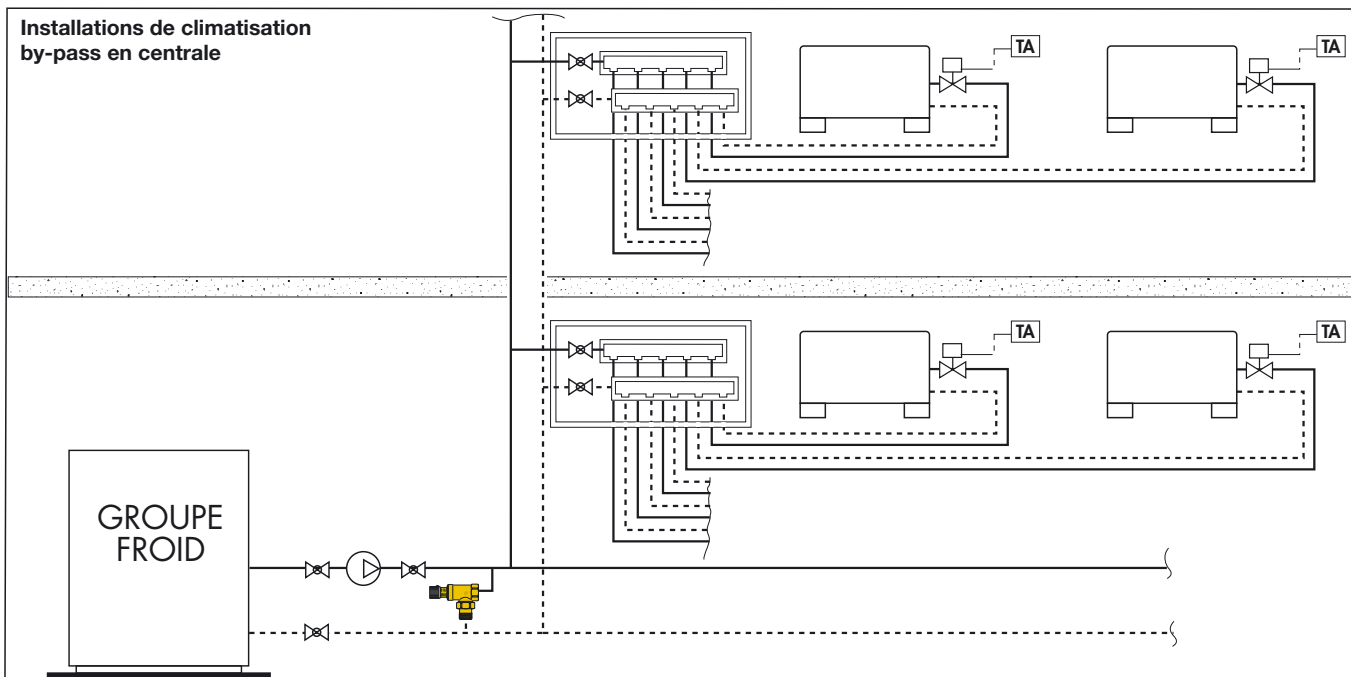 Installations de climatisation
by-pass en centrale
TA
TA
TA
TA
GROUPE
FROID